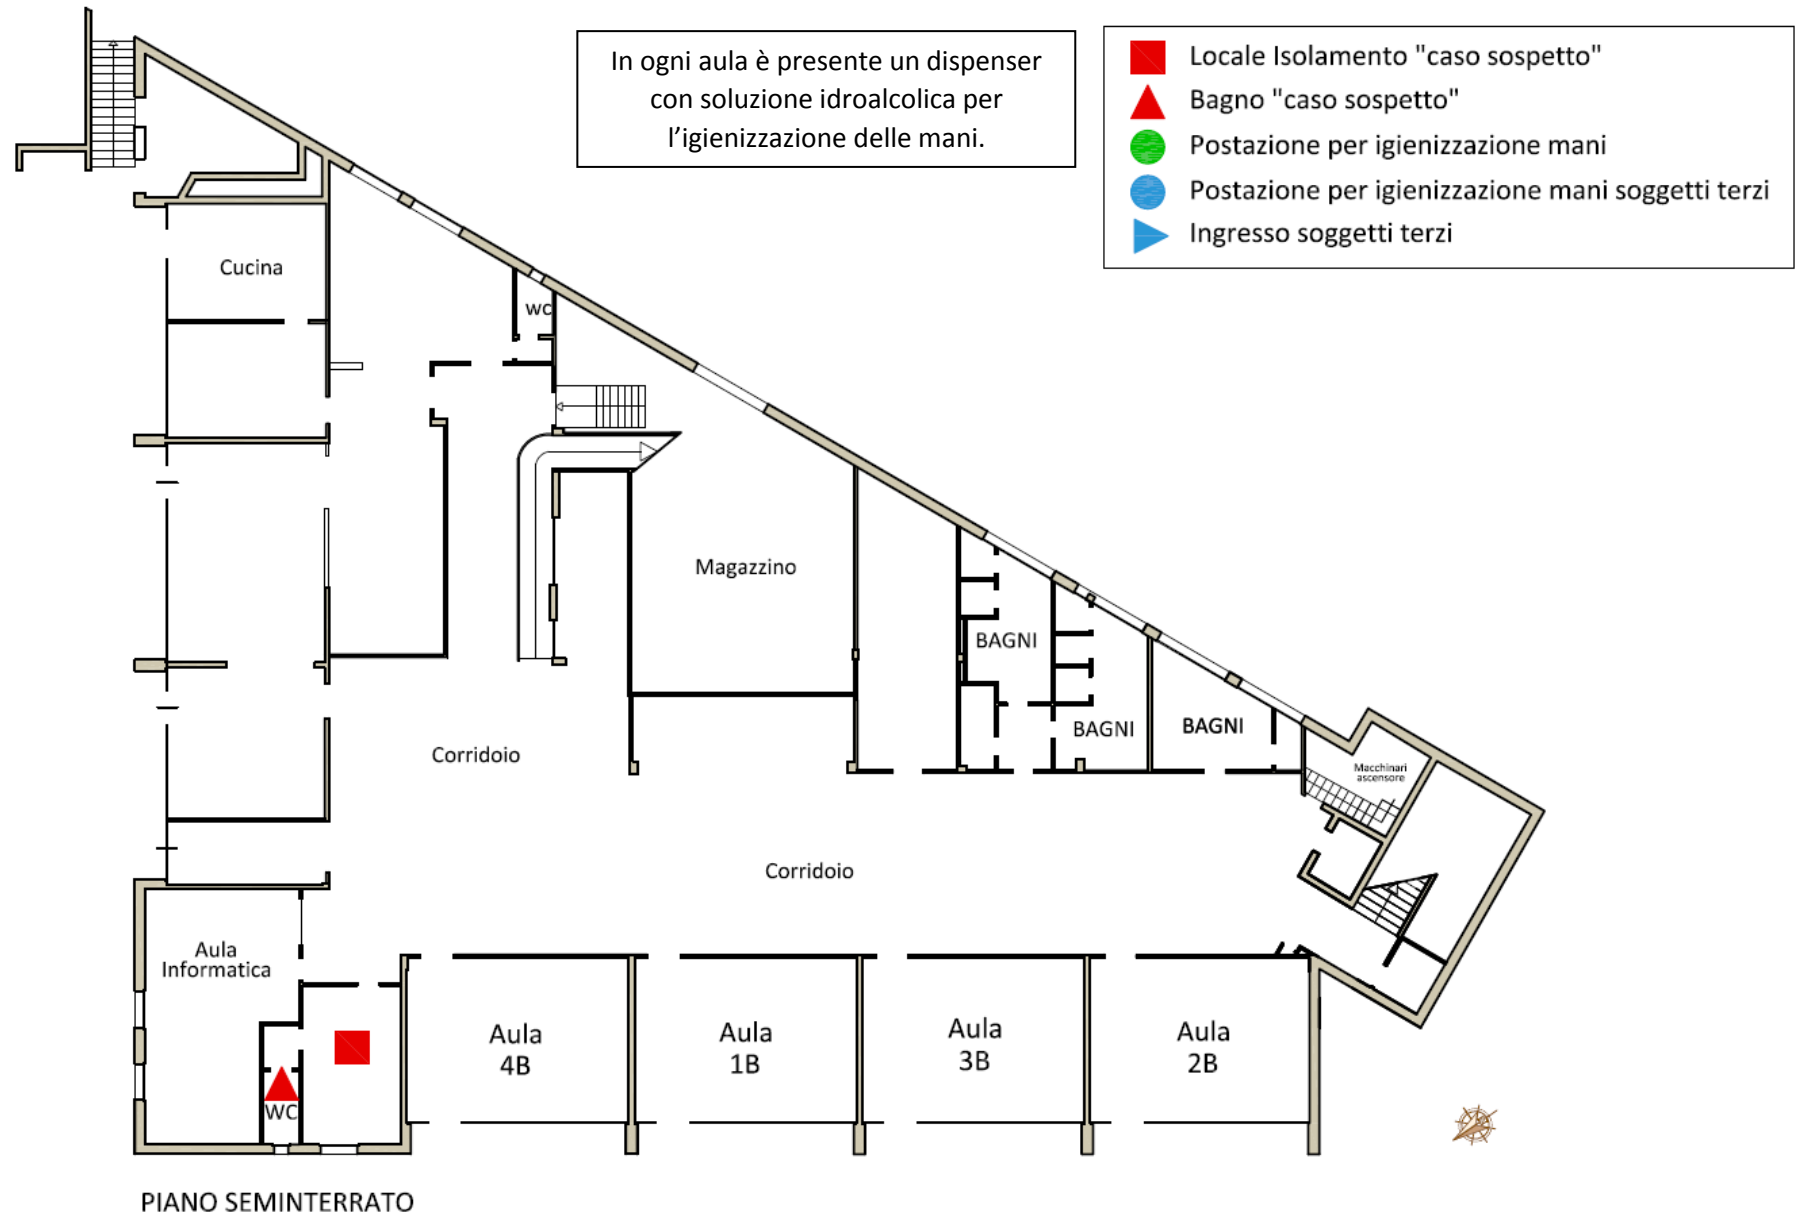 In ogni aula è presente un dispenser
con soluzione idroalcolica per
l’igienizzazione delle mani.
Locale Isolamento "caso sospetto"
Bagno "caso sospetto"
Postazione per igienizzazione mani
Postazione per igienizzazione mani soggetti terzi
Ingresso soggetti terzi
Cucina
wc
Magazzino
BAGNI
BAGNI
BAGNI
Corridoio
Macchinari
ascensore
Corridoio
Aula
Informatica
WC
Aula
4B
Aula
1B
Aula
3B
Aula
2B
PIANO SEMINTERRATO